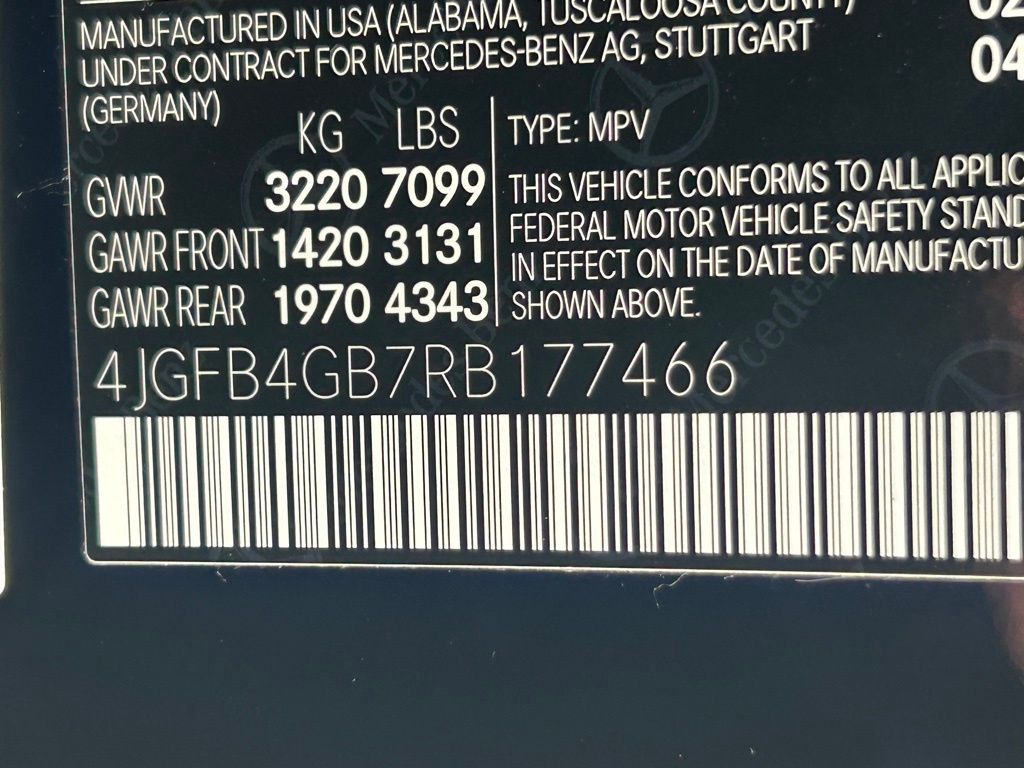 MANUFACTURED IN USA (ALABAMA, TUSCALOOSA COUNTY)
UNDER CONTRACT FOR MERCEDES-BENZ AG, STUTTGART
(GERMANY)
02
04
KG LBS
GVWR 3220 7099
GAWR FRONT 1420 3131
GAWR REAR 1970 4343
TYPE: MPV
THIS VEHICLE CONFORMS TO ALL APPLIC
FEDERAL MOTOR VEHICLE SAFETY STAND
IN EFFECT ON THE DATE OF MANUFACTU
SHOWN ABOVE.
4JGFB4GB7RB177466